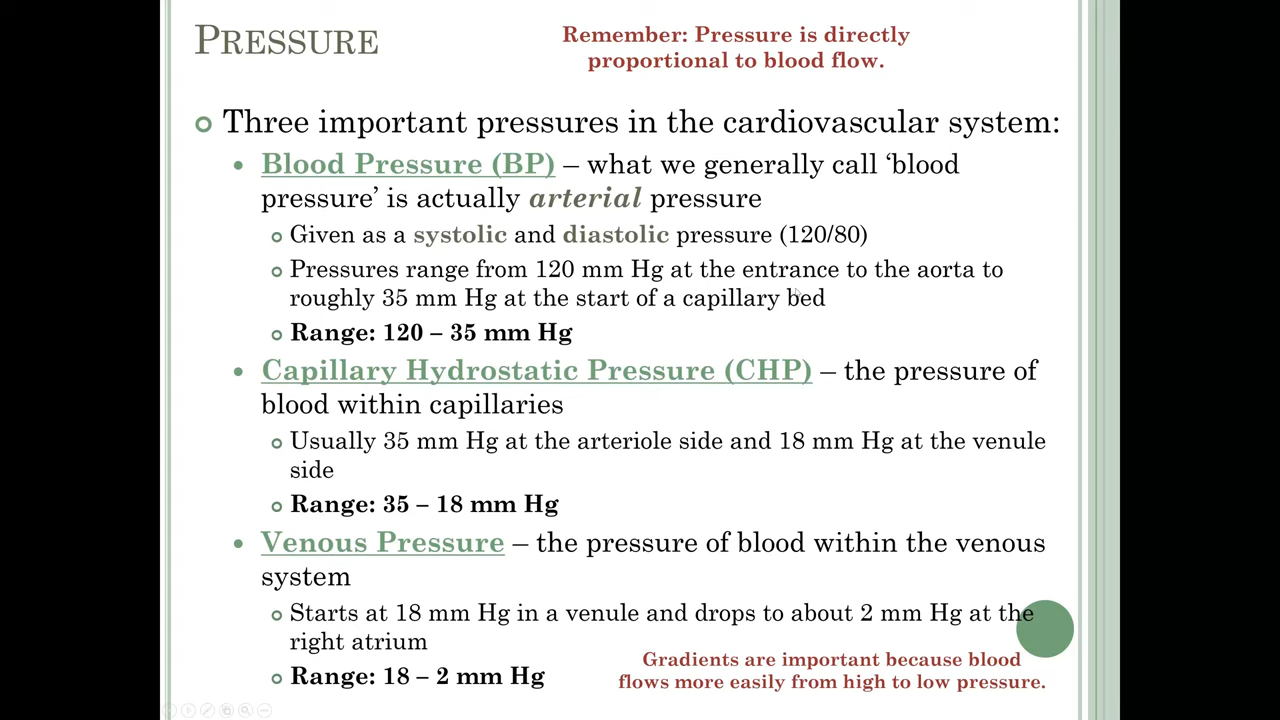 PRESSURE
Remember: Pressure is directly
proportional to blood flow.
Three important pressures in the cardiovascular system:
Blood Pressure (BP) – what we generally call ‘blood
pressure’ is actually arterial pressure
Given as a systolic and diastolic pressure (120/80)
Pressures range from 120 mm Hg at the entrance to the aorta to
roughly 35 mm Hg at the start of a capillary bed
Range: 120 – 35 mm Hg
Capillary Hydrostatic Pressure (CHP) – the pressure of
blood within capillaries
Usually 35 mm Hg at the arteriole side and 18 mm Hg at the venule
side
Range: 35 – 18 mm Hg
Venous Pressure – the pressure of blood within the venous
system
Starts at 18 mm Hg in a venule and drops to about 2 mm Hg at the
right atrium
Range: 18 – 2 mm Hg
Gradients are important because blood
flows more easily from high to low pressure.